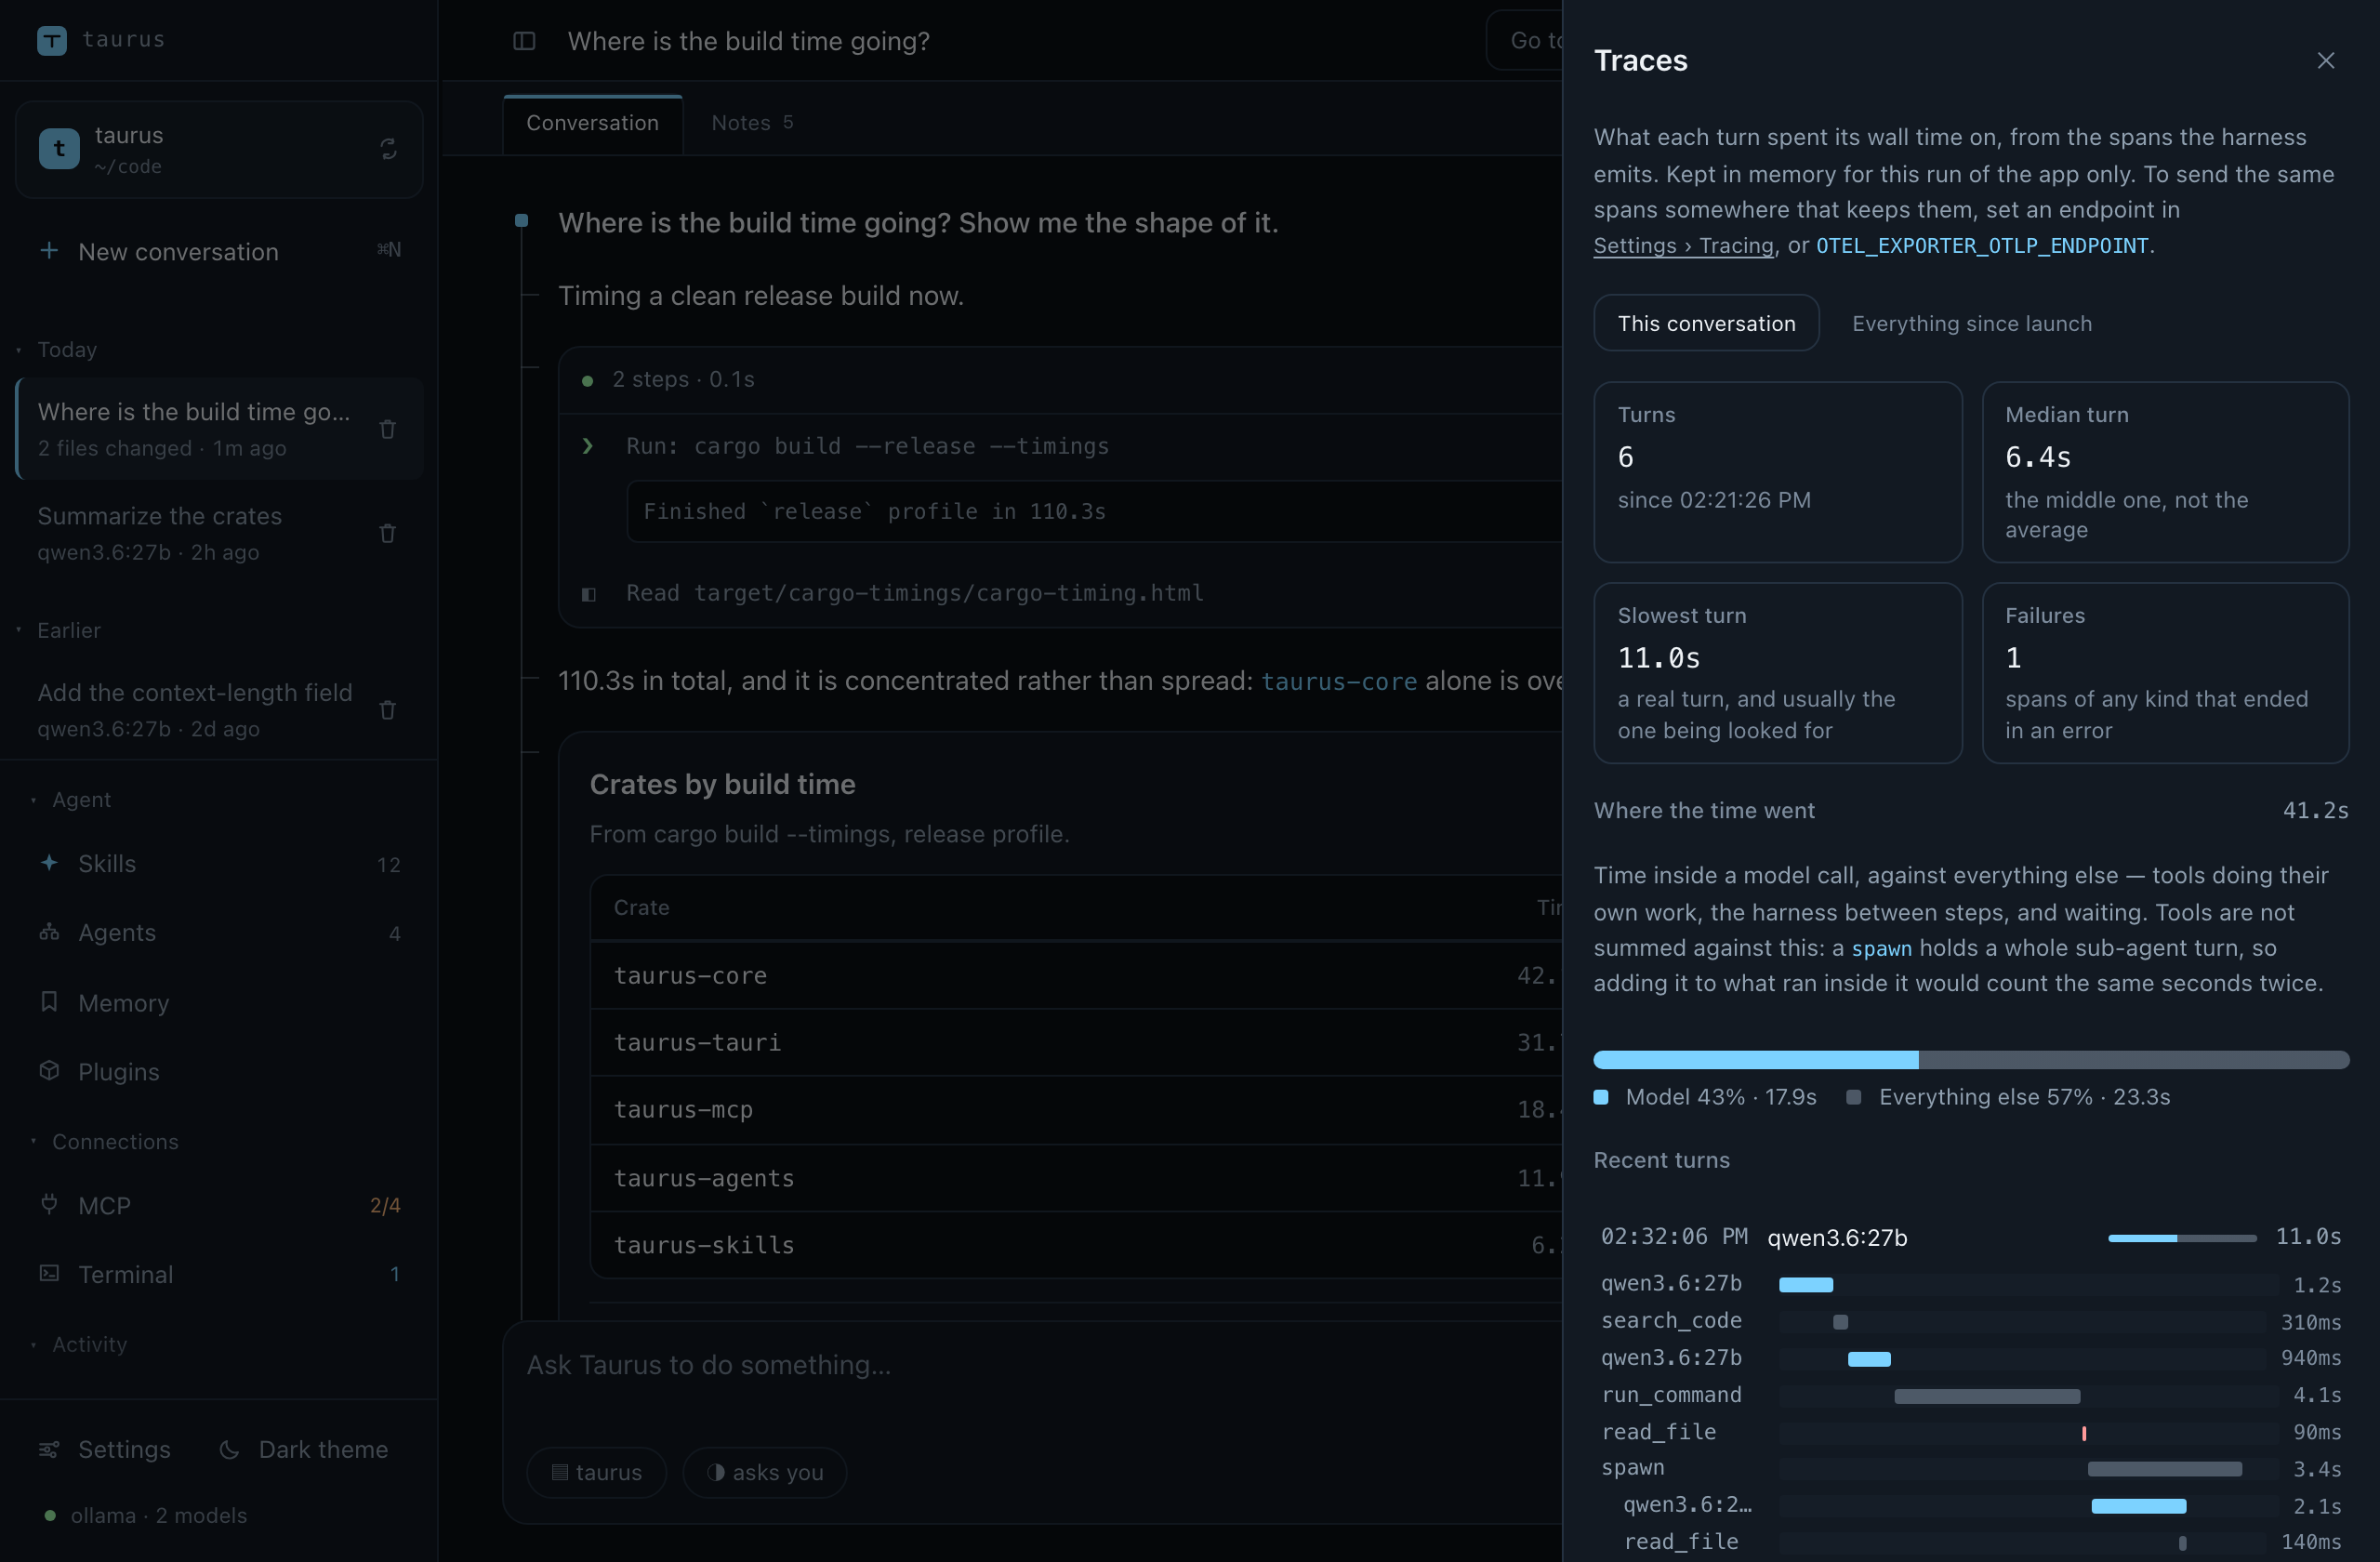 taurus
t
taurus
~/code
New conversation
⌘N
Today
Where is the build time go…
2 files changed · 1m ago
Summarize the crates
qwen3.6:27b · 2h ago
Earlier
Add the context-length field
qwen3.6:27b · 2d ago
Agent
Skills 12
Agents 4
Memory
Plugins
Connections
MCP 2/4
Terminal 1
Activity
Settings
Dark theme
ollama · 2 models
Where is the build time going?
Conversation
Notes 5
Where is the build time going? Show me the shape of it.
Timing a clean release build now.
2 steps · 0.1s
Run: cargo build --release --timings
Finished `release` profile in 110.3s
Read target/cargo-timings/cargo-timing.html
110.3s in total, and it is concentrated rather than spread: taurus-core alone is
Crates by build time
From cargo build --timings, release profile.
Crate
taurus-core 42.
taurus-tauri 31.
taurus-mcp 18.
taurus-agents 11.
taurus-skills 6.
Ask Taurus to do something…
taurus
asks you
Traces
What each turn spent its wall time on, from the spans the harness
emits. Kept in memory for this run of the app only. To send the same
spans somewhere that keeps them, set an endpoint in
Settings › Tracing, or OTEL_EXPORTER_OTLP_ENDPOINT.
This conversation
Everything since launch
Turns
6
since 02:21:26 PM
Median turn
6.4s
the middle one, not the
average
Slowest turn
11.0s
a real turn, and usually the
one being looked for
Failures
1
spans of any kind that ended
in an error
Where the time went 41.2s
Time inside a model call, against everything else — tools doing their
own work, the harness between steps, and waiting. Tools are not
summed against this: a spawn holds a whole sub-agent turn, so
adding it to what ran inside it would count the same seconds twice.
Model 43% · 17.9s
Everything else 57% · 23.3s
Recent turns
02:32:06 PM qwen3.6:27b 11.0s
qwen3.6:27b 1.2s
search_code 310ms
qwen3.6:27b 940ms
run_command 4.1s
read_file 90ms
spawn 3.4s
qwen3.6:2… 2.1s
read_file 140ms